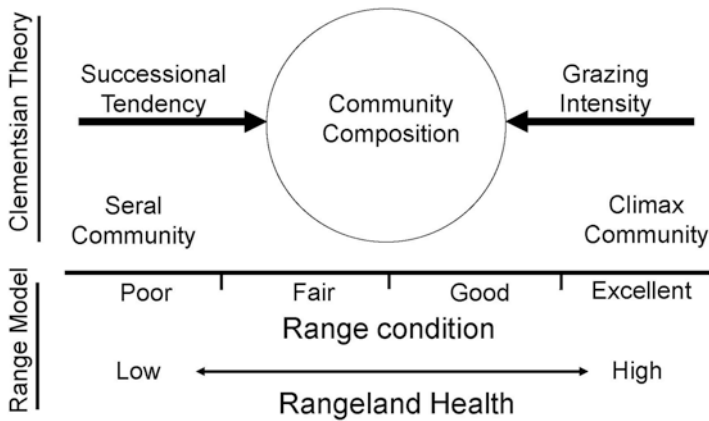 Clementsian Theory
Successional
Tendency
Community
Composition
Grazing
Intensity
Seral
Community
Climax
Community
Range Model
Poor
Fair
Good
Excellent
Range condition
Low
High
Rangeland Health